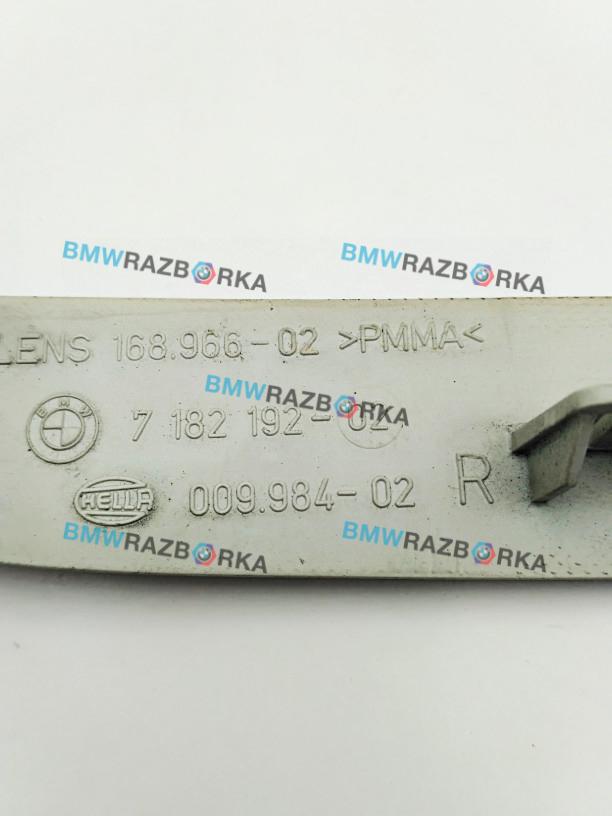 BMWRAZBORKA
BMWRAZBORKA
LENS 168.966-02 >PMMA<
BMWRAZBORKA
BMW 7 182 192-02
HELLA 009.984-02 R
BMWRAZBORKA
BMWRAZBORKA